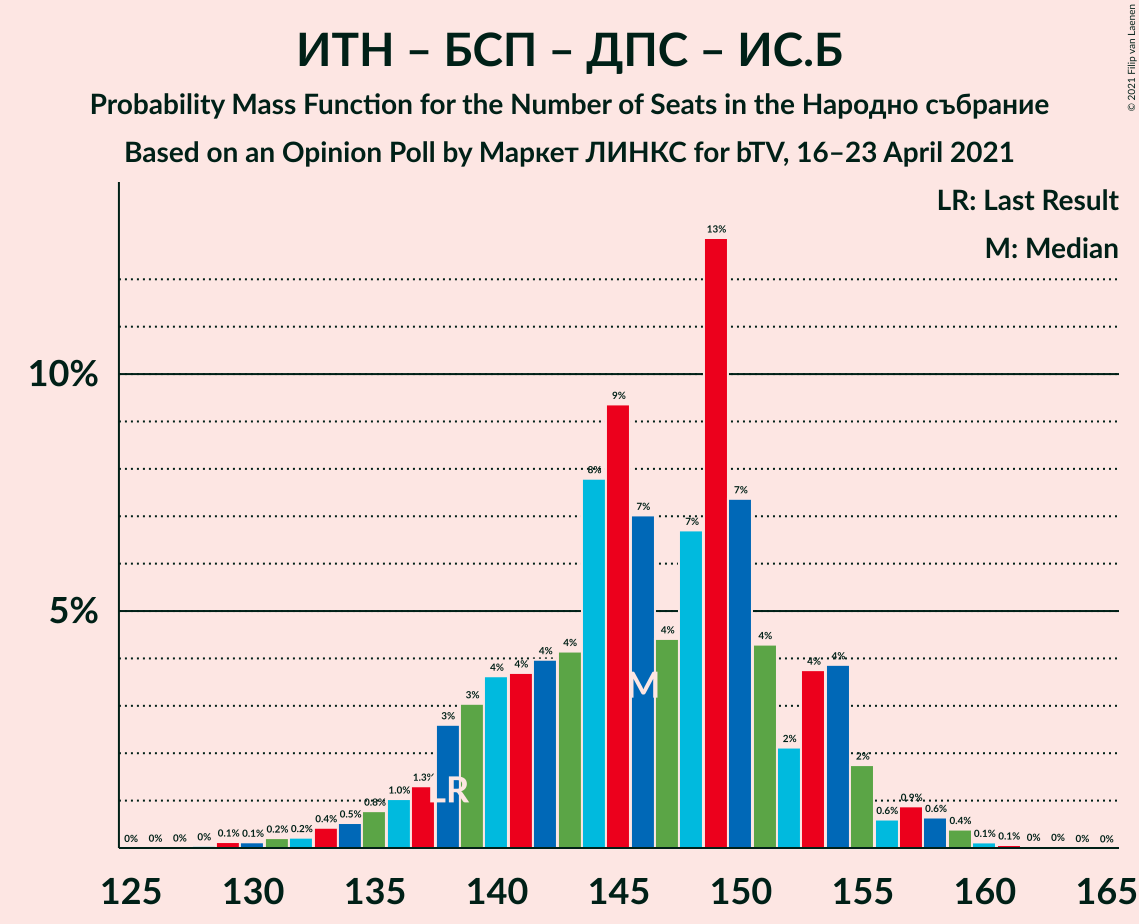 ИТН – БСП – ДПС – ИС.Б
Probability Mass Function for the Number of Seats in the Народно събрание
Based on an Opinion Poll by Маркет ЛИНКС for bTV, 16–23 April 2021
© 2021 Filip van Laenen
LR: Last Result
M: Median
10%
5%
0% 0% 0% 0% 0.1% 0.1% 0.2% 0.2% 0.4% 0.5% 0.8% 1.0% 1.3% 3% 3% 4% 4% 4% 4% 8% 9% 7% 4% 7% 13% 7% 4% 2% 4% 4% 2% 0.6% 0.9% 0.6% 0.4% 0.1% 0.1% 0% 0% 0% 0%
LR
M
125 130 135 140 145 150 155 160 165